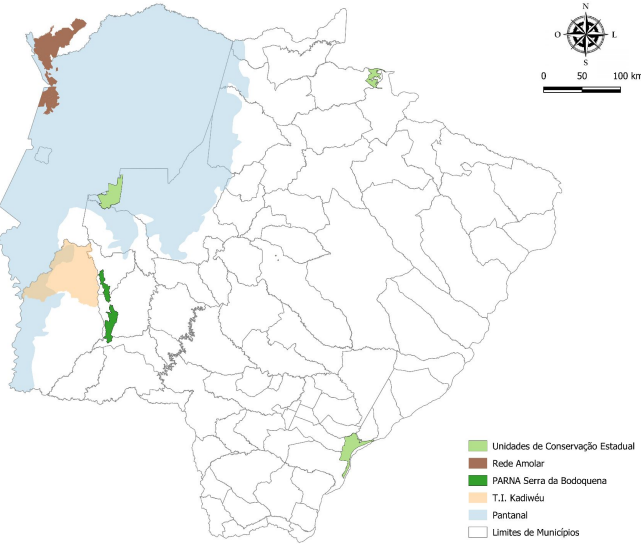 N
O L
S
0 50 100 km
Unidades de Conservação Estadual
Rede Amolar
PARNA Serra da Bodoquena
T.I. Kadiwéu
Pantanal
Limites de Municípios